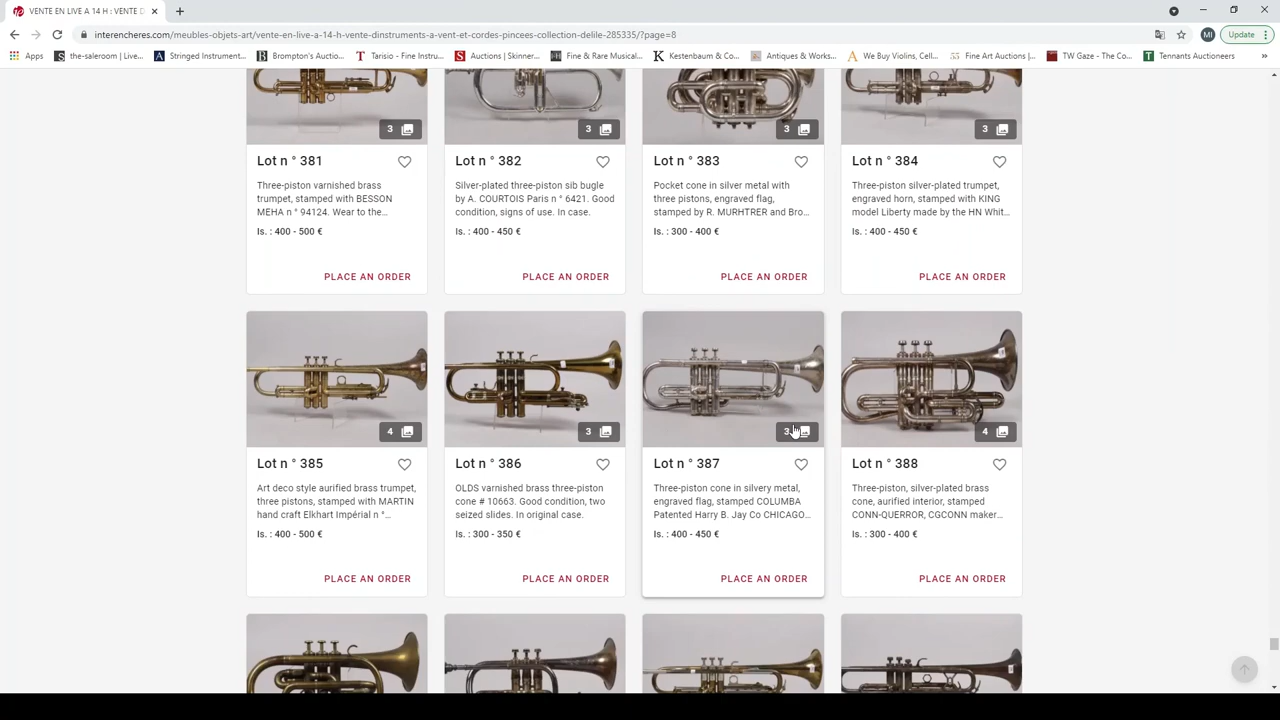 VENTE EN LIVE A 14 H : VENTE D
interencheres.com/meubles-objets-art/vente-en-live-a-14-h-vente-dinstruments-a-vent-et-cordes-pincees-collection-delile-285335/?page=8
MI
Update
Apps
the-saleroom | Live...
Stringed Instrument...
Brompton's Auctio...
Tarisio - Fine Instru...
Auctions | Skinner...
Fine & Rare Musical...
Kestenbaum & Co...
Antiques & Works...
We Buy Violins, Cell...
Fine Art Auctions |...
TW Gaze - The Co...
Tennants Auctioneers
»
3
3
3
3
Lot n ° 381
Lot n ° 382
Lot n ° 383
Lot n ° 384
Three-piston varnished brass
trumpet, stamped with BESSON
MEHA n ° 94124. Wear to the...
Silver-plated three-piston sib bugle
by A. COURTOIS Paris n ° 6421. Good
condition, signs of use. In case.
Pocket cone in silver metal with
three pistons, engraved flag,
stamped by R. MURHTRER and Bro...
Three-piston silver-plated trumpet,
engraved horn, stamped with KING
model Liberty made by the HN Whit...
Is. : 400 - 500 €
Is. : 400 - 450 €
Is. : 300 - 400 €
Is. : 400 - 450 €
PLACE AN ORDER
PLACE AN ORDER
PLACE AN ORDER
PLACE AN ORDER
4
3
3
4
Lot n ° 385
Lot n ° 386
Lot n ° 387
Lot n ° 388
Art deco style aurified brass trumpet,
three pistons, stamped with MARTIN
hand craft Elkhart Impérial n °...
OLDS varnished brass three-piston
cone # 10663. Good condition, two
seized slides. In original case.
Three-piston cone in silvery metal,
engraved flag, stamped COLUMBA
Patented Harry B. Jay Co CHICAGO...
Three-piston, silver-plated brass
cone, aurified interior, stamped
CONN-QUERROR, CGCONN maker...
Is. : 400 - 500 €
Is. : 300 - 350 €
Is. : 400 - 450 €
Is. : 300 - 400 €
PLACE AN ORDER
PLACE AN ORDER
PLACE AN ORDER
PLACE AN ORDER